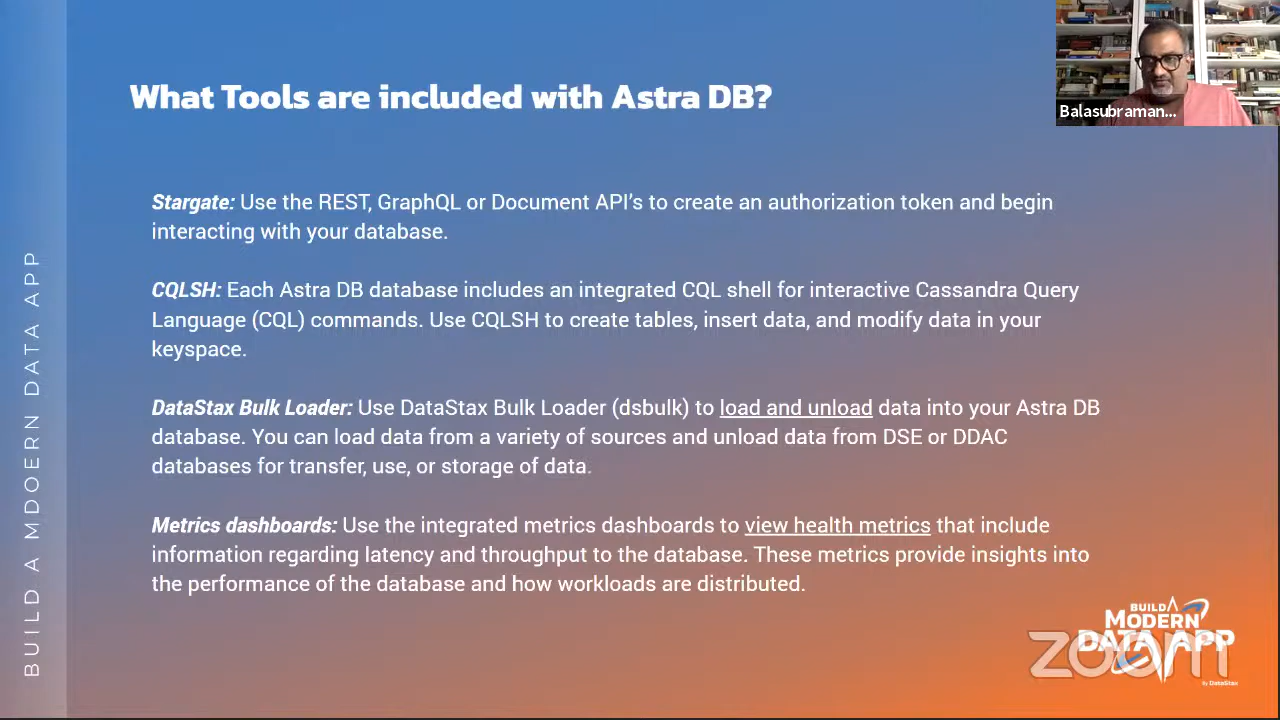 What Tools are included with Astra DB?
Balasubraman...
Stargate: Use the REST, GraphQL or Document API's to create an authorization token and begin
interacting with your database.
CQLSH: Each Astra DB database includes an integrated CQL shell for interactive Cassandra Query
Language (CQL) commands. Use CQLSH to create tables, insert data, and modify data in your
keyspace.
DataStax Bulk Loader: Use DataStax Bulk Loader (dsbulk) to load and unload data into your Astra DB
database. You can load data from a variety of sources and unload data from DSE or DDAC
databases for transfer, use, or storage of data.
Metrics dashboards: Use the integrated metrics dashboards to view health metrics that include
information regarding latency and throughput to the database. These metrics provide insights into
the performance of the database and how workloads are distributed.
BUILD A MDOERN DATA APP
BUILD A
MODERN
DATA APP
by DataStax
zoom